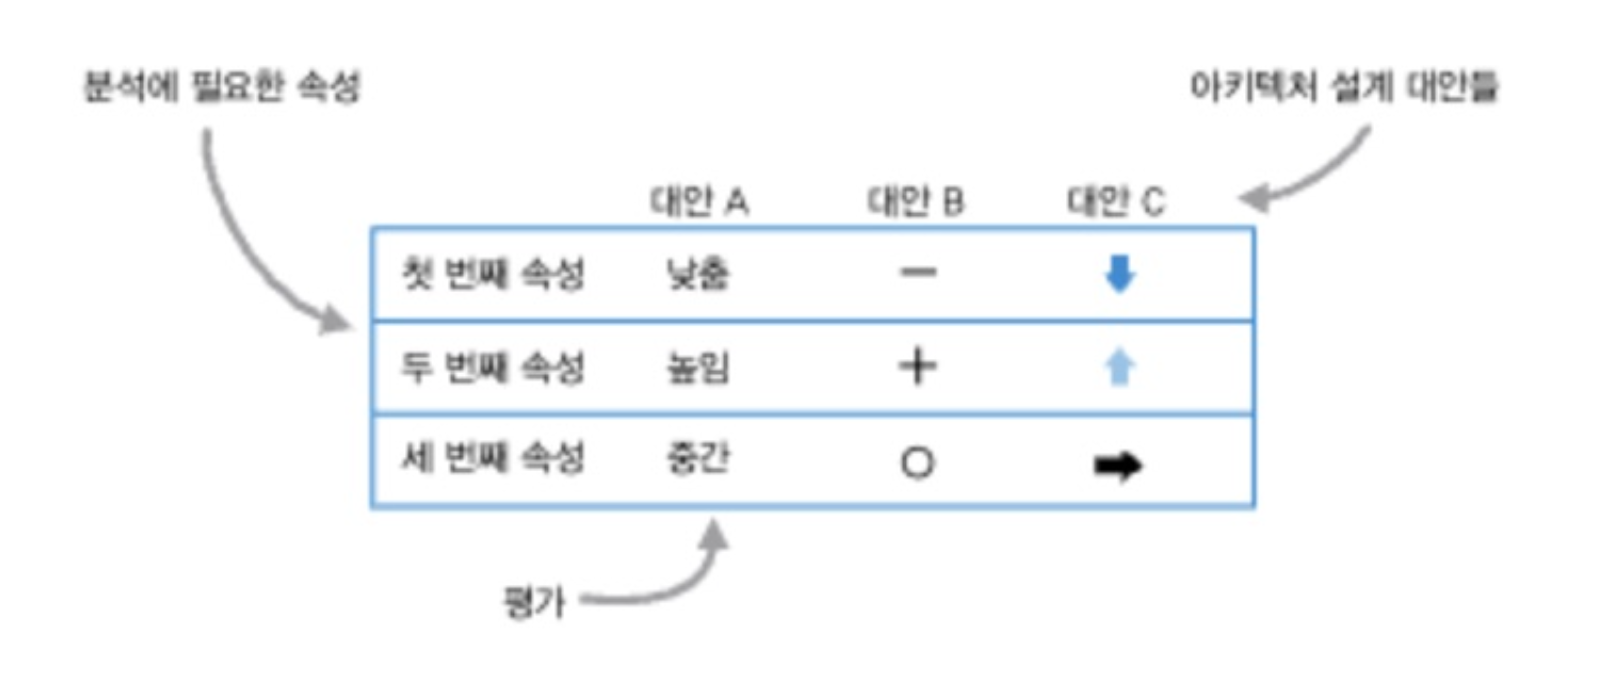 분석에 필요한 속성
아키텍처 설계 대안들
대안 A 대안 B 대안 C
첫 번째 속성 낮춤 —
두 번째 속성 높임 +
세 번째 속성 중간 O
평가